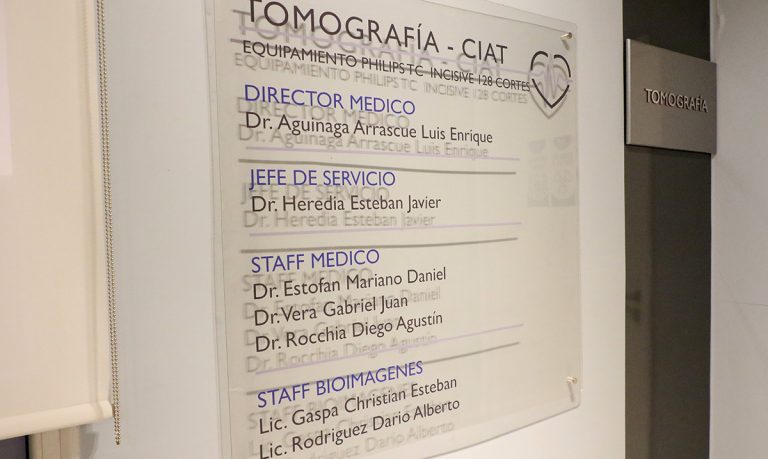 TOMOGRAFÍA - CIAT
EQUIPAMIENTO PHILIPS TC INCISIVE 128 CORTES
DIRECTOR MEDICO
Dr. Aguinaga Arrascue Luis Enrique
JEFE DE SERVICIO
Dr. Heredia Esteban Javier
STAFF MEDICO
Dr. Estofan Mariano Daniel
Dr. Vera Gabriel Juan
Dr. Rocchia Diego Agustín
STAFF BIOIMAGENES
Lic. Gaspa Christian Esteban
Lic. Rodriguez Dario Alberto
TOMOGRAFÍA